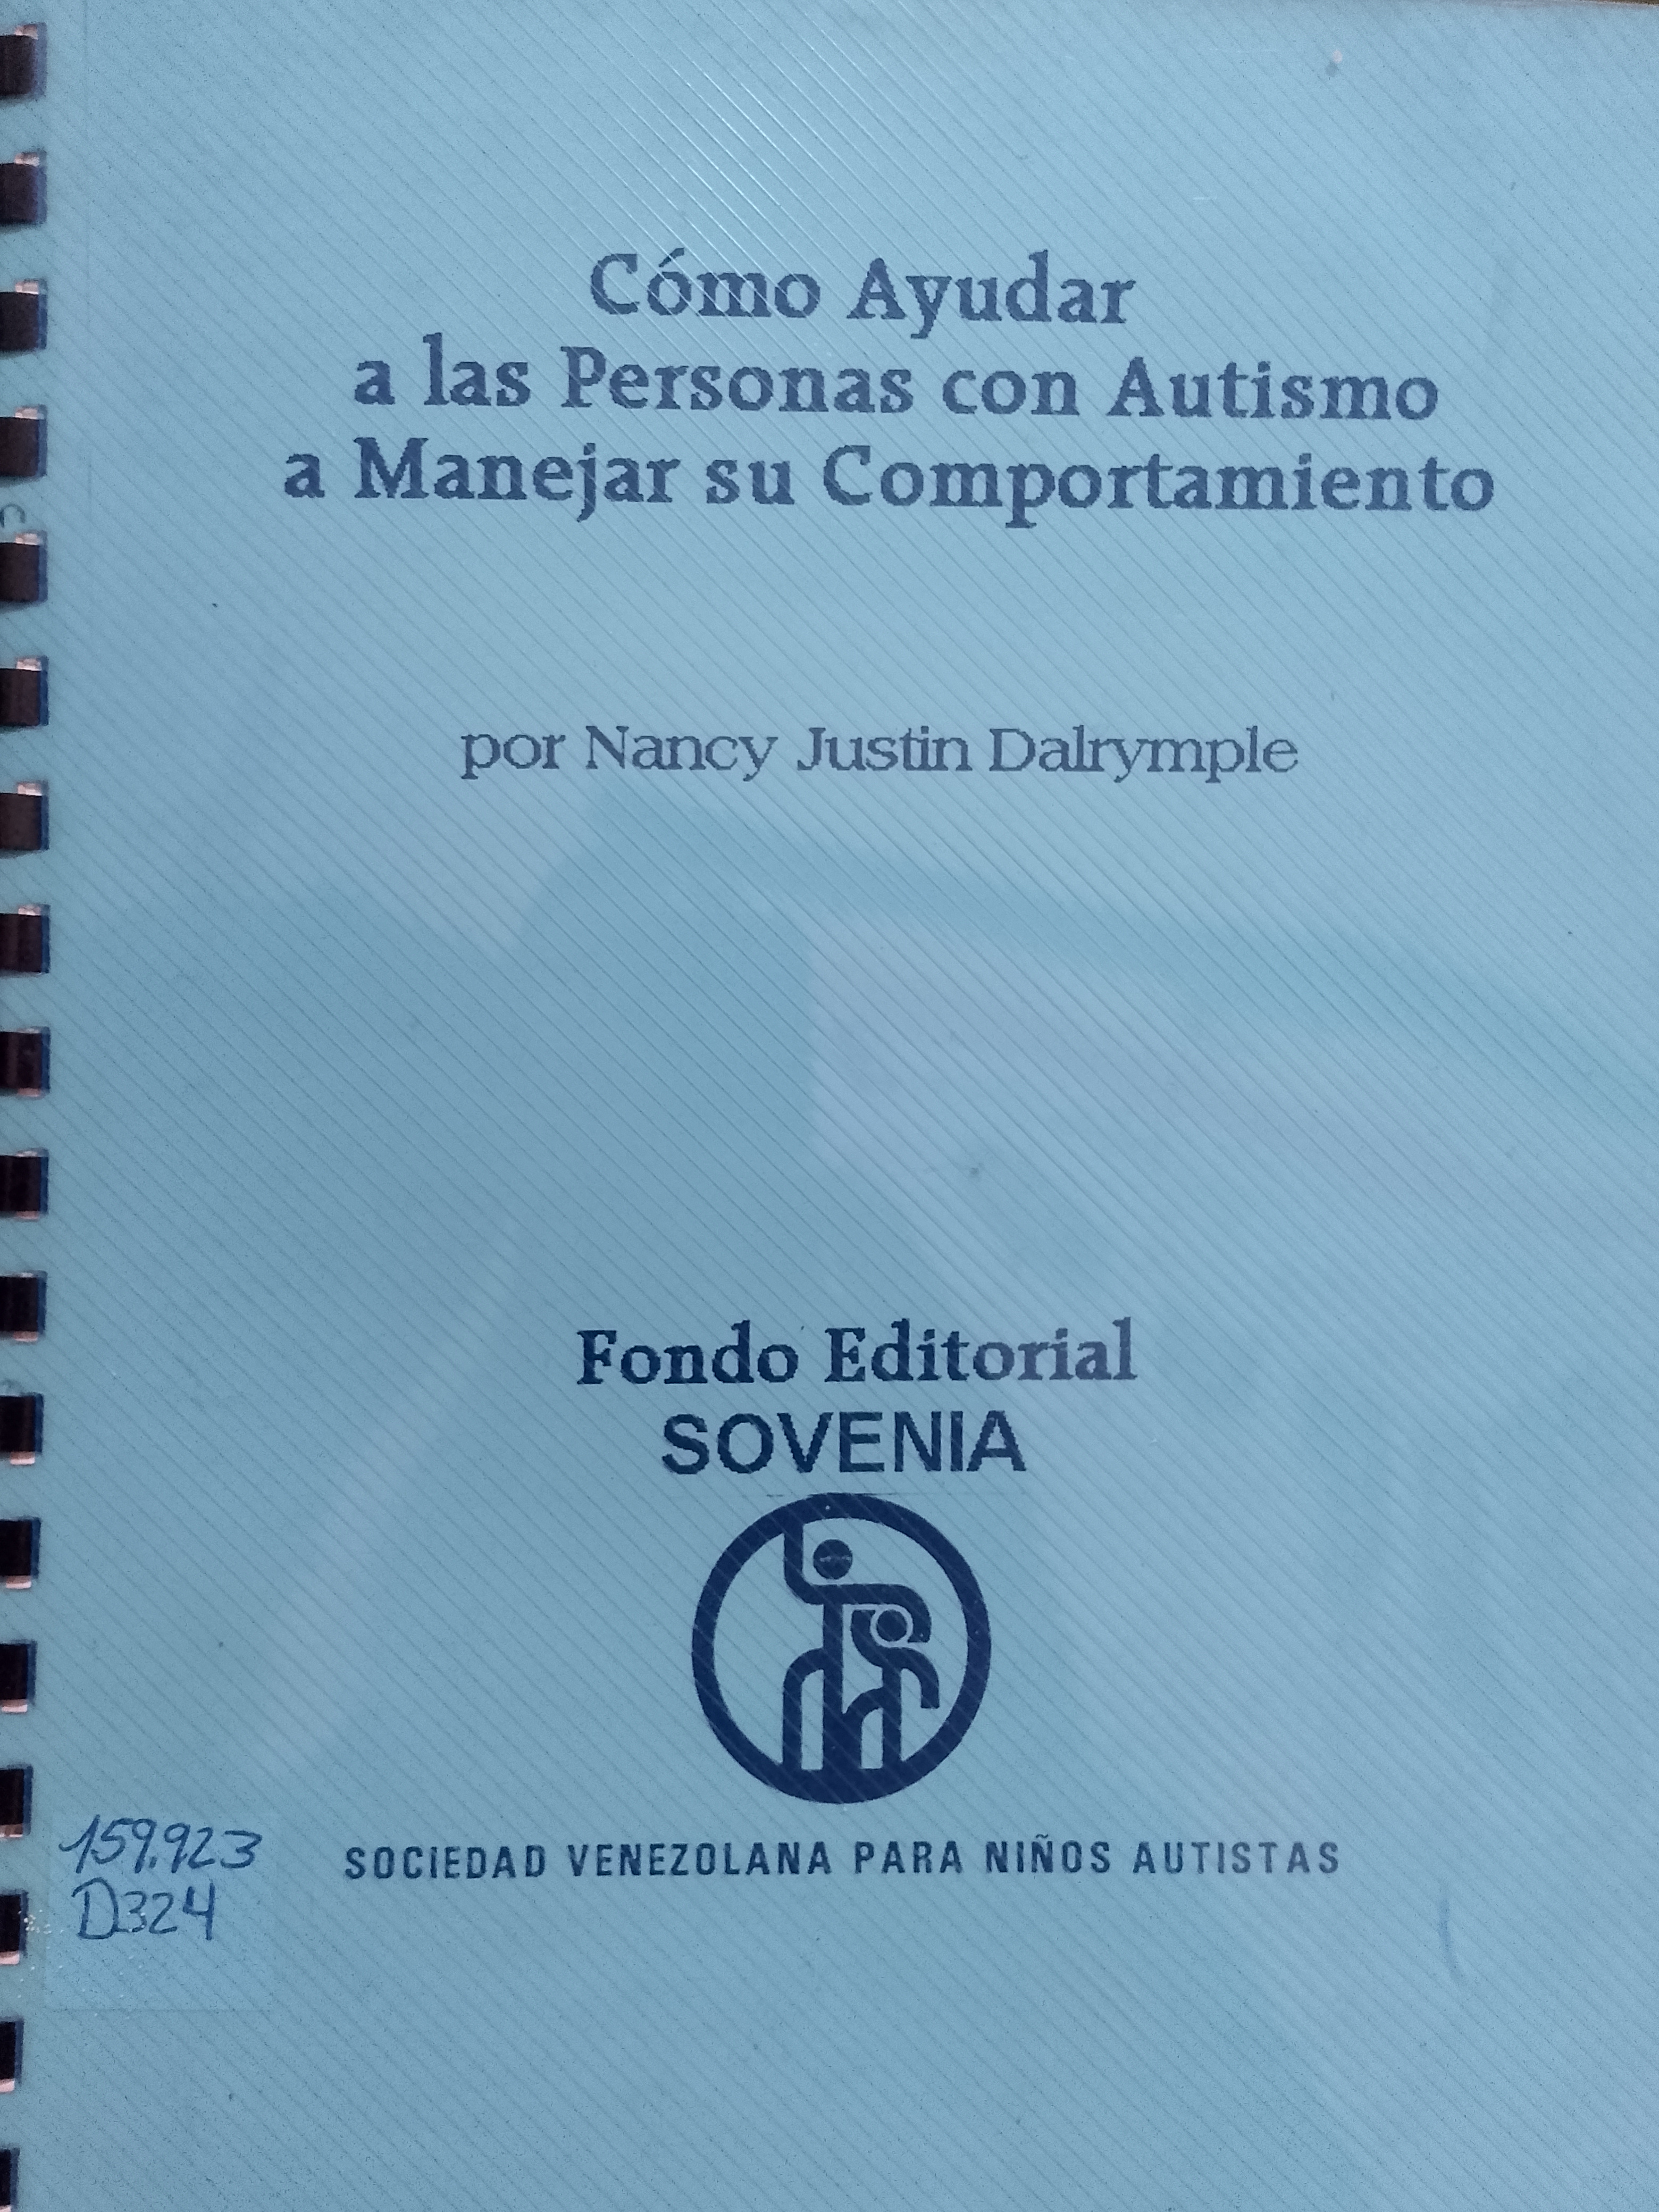 Cómo Ayudar
a las Personas con Autismo
a Manejar su Comportamiento
por Nancy Justin Dalrymple
Fondo Editorial
SOVENIA
SOCIEDAD VENEZOLANA PARA NIÑOS AUTISTAS
159.923
D324